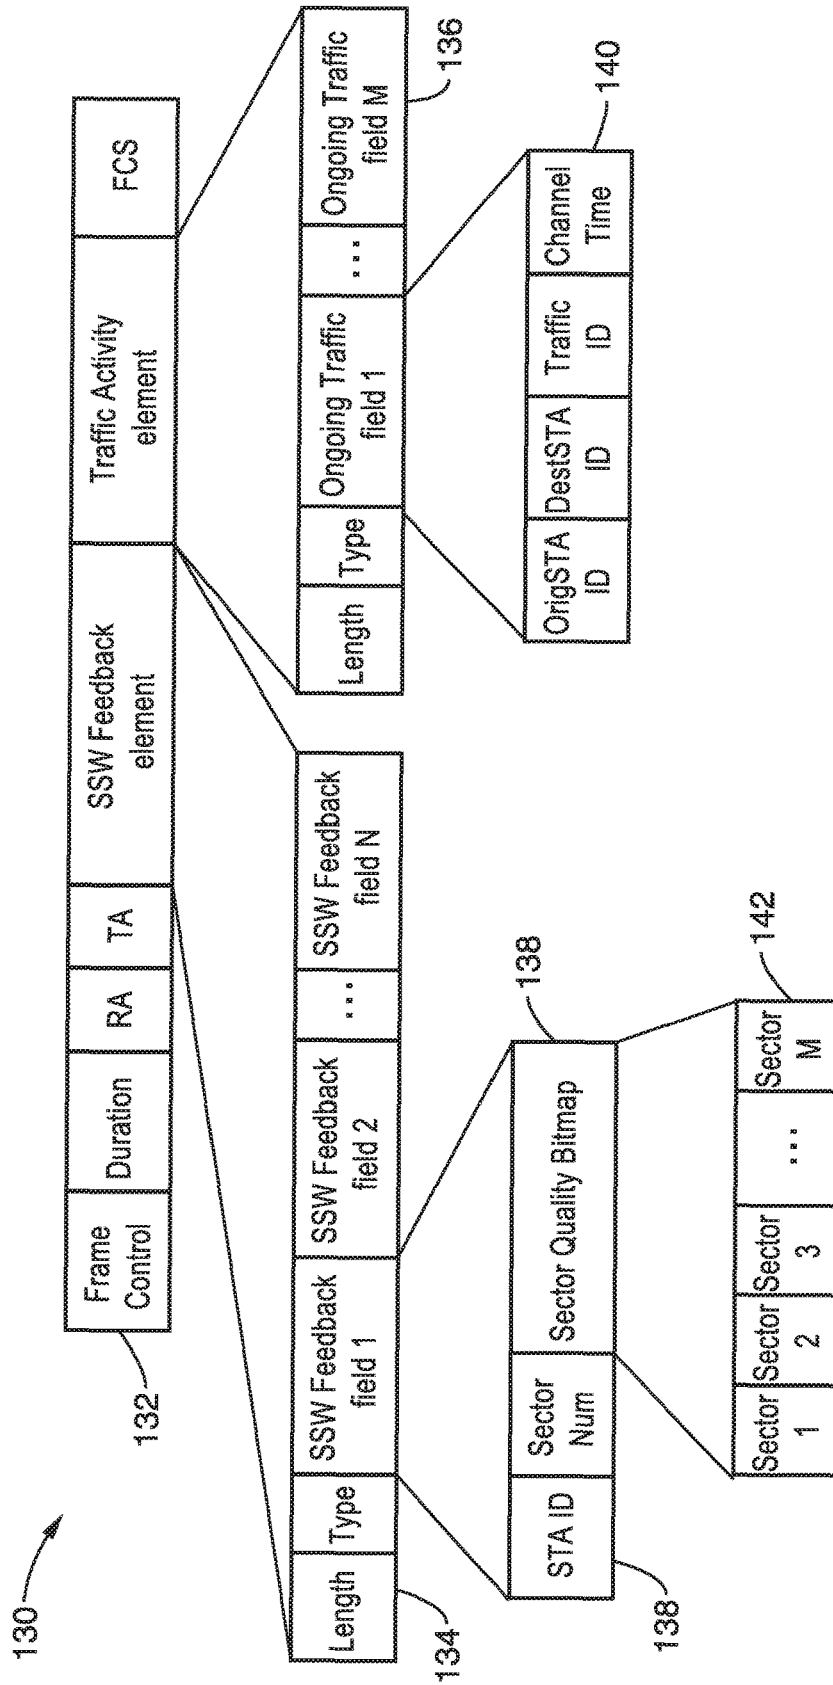 130
132
Frame
Control
Duration
RA
TA
SSW Feedback
element
Traffic Activity
element
FCS
134
Length
Type
SSW Feedback
field 1
SSW Feedback
field 2
...
SSW Feedback
field N
Length
Type
Ongoing Traffic
field 1
...
Ongoing Traffic
field M
136
138
STA ID
Sector
Num
Sector Quality Bitmap
138
OrigSTA
ID
DestSTA
ID
Traffic
ID
Channel
Time
140
Sector
1
Sector
2
Sector
3
...
Sector
M
142